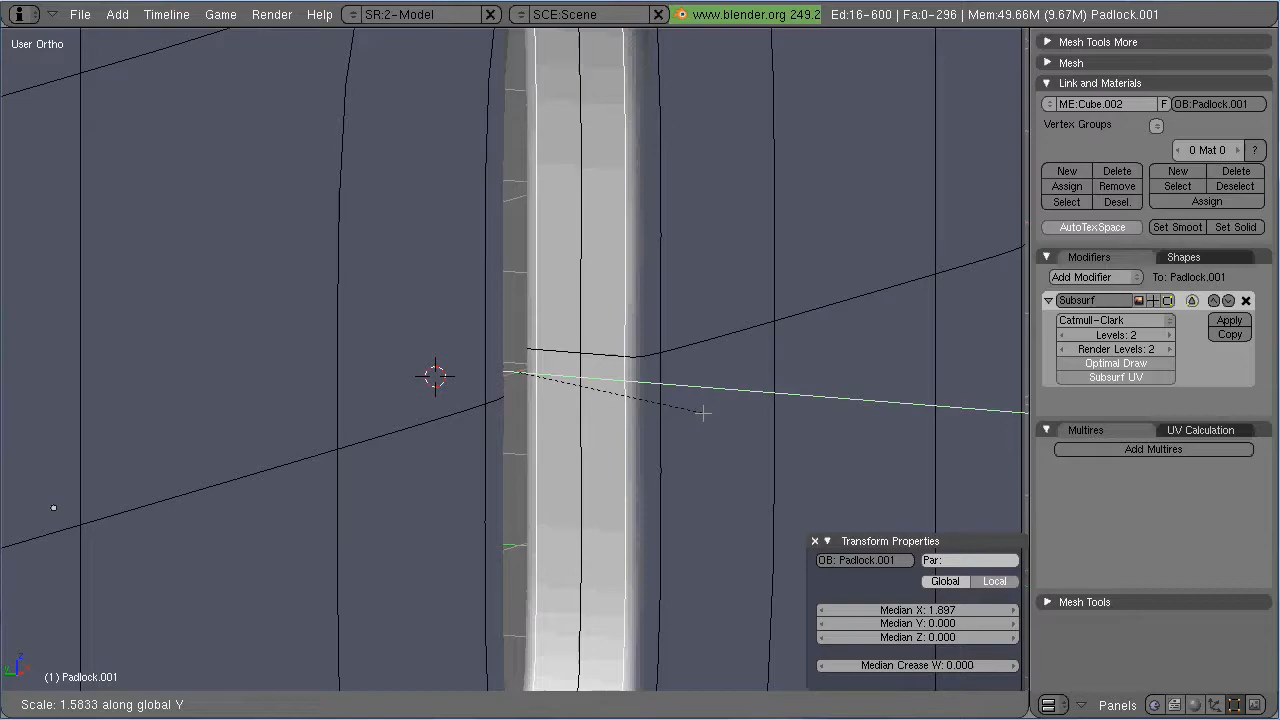 File Add Timeline Game Render Help SR:2-Model SCE:Scene www.blender.org 249.2 Ed:16-600 | Fa:0-296 | Mem:49.66M (9.67M) Padlock.001
User Ortho
Mesh Tools More
Mesh
Link and Materials
ME:Cube.002 F OB:Padlock.001
Vertex Groups
0 Mat 0 ?
New Delete New Delete
Assign Remove Select Deselect
Select Desel. Assign
AutoTexSpace Set Smoot Set Solid
Modifiers Shapes
Add Modifier To: Padlock.001
Subsurf
Catmull-Clark Apply
Levels: 2 Copy
Render Levels: 2
Optimal Draw
Subsurf UV
Multires UV Calculation
Add Multires
Transform Properties
OB: Padlock.001 Par:
Global Local
Median X: 1.897
Median Y: 0.000
Median Z: 0.000
Median Crease W: 0.000
Mesh Tools
(1) Padlock.001
Scale: 1.5833 along global Y
Panels